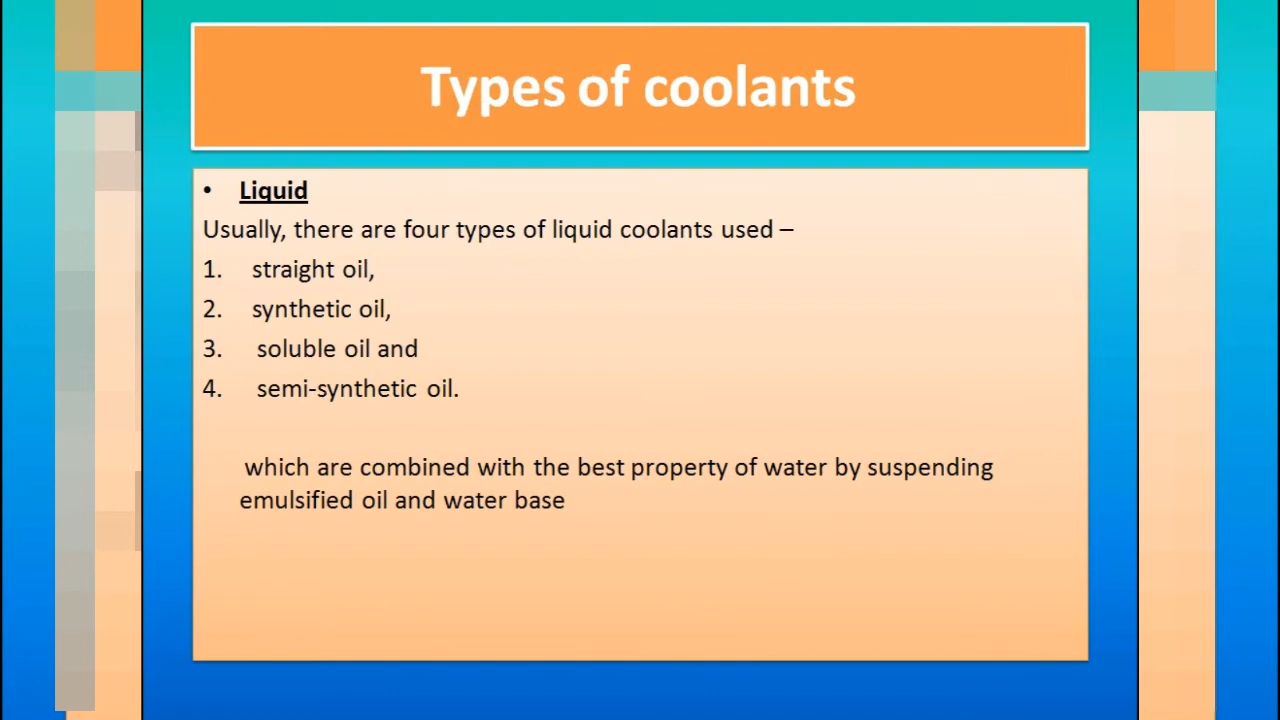 Types of coolants
• Liquid
Usually, there are four types of liquid coolants used –
1. straight oil,
2. synthetic oil,
3. soluble oil and
4. semi-synthetic oil.
which are combined with the best property of water by suspending
emulsified oil and water base